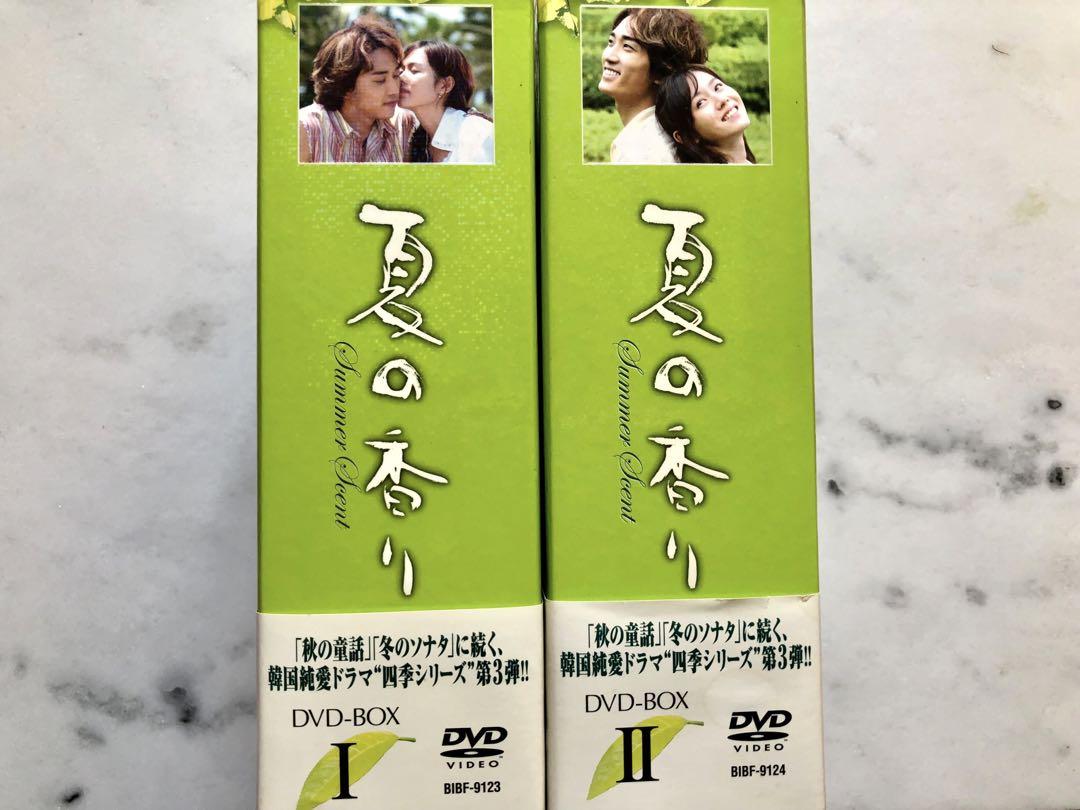 夏の香り
Summer Scent
「秋の童話」「冬のソナタ」に続く、
韓国純愛ドラマ“四季シリーズ”第3弾!!
DVD-BOX
I
DVD
VIDEO
BIBF-9123
夏の香り
Summer Scent
「秋の童話」「冬のソナタ」に続く、
韓国純愛ドラマ“四季シリーズ”第3弾!!
DVD-BOX
II
DVD
VIDEO
BIBF-9124